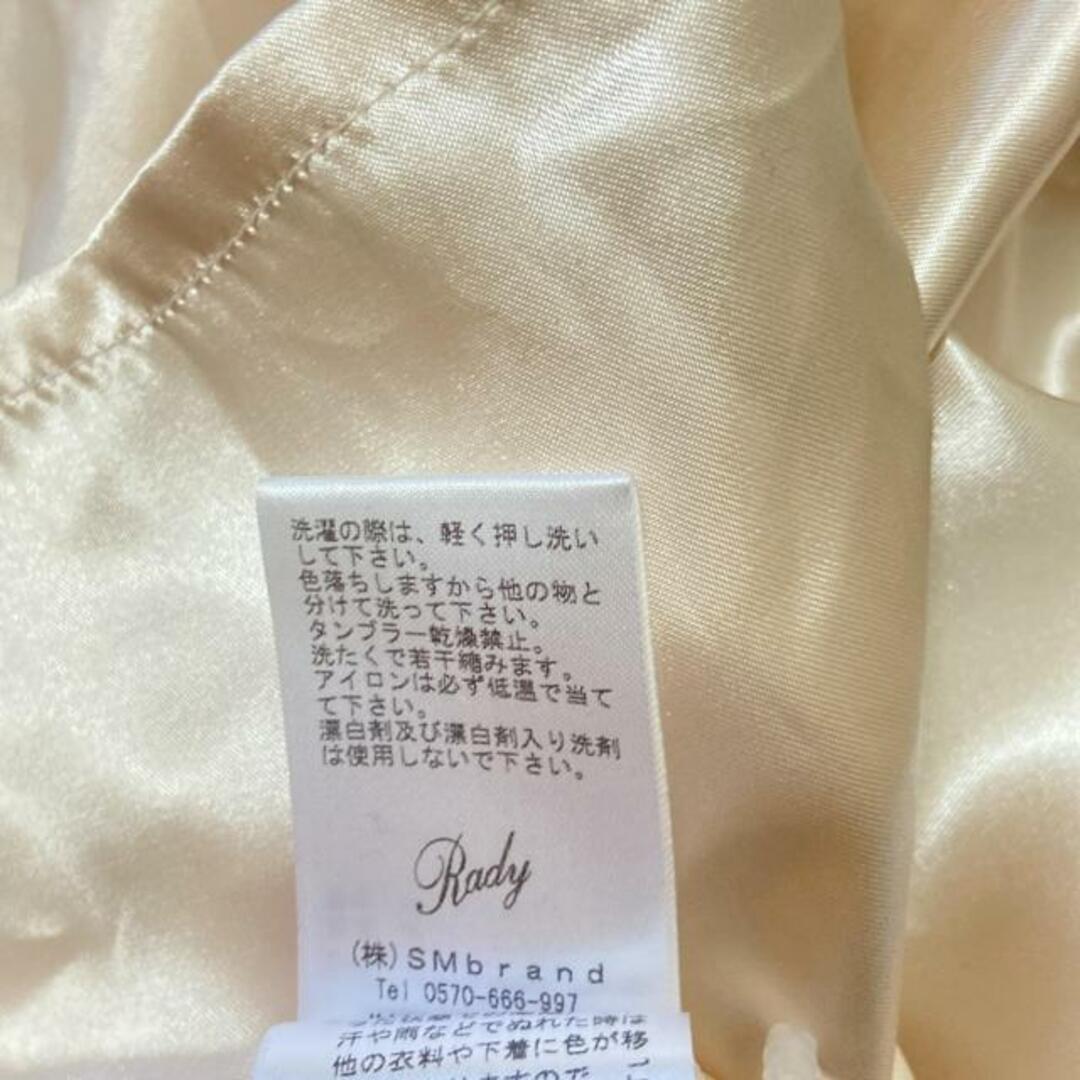 洗濯の際は、軽く押し洗い
して下さい。
色落ちしますから他の物と
分けて洗って下さい。
タンブラー乾燥禁止。
洗たくで若干縮みます。
アイロンは必ず低温で当て
て下さい。
漂白剤及び漂白剤入り洗剤
は使用しないで下さい。
Rady
(株)SMbrand
Tel 0570-666-997
汗や雨などでぬれた時は
他の衣料や下着に色が移